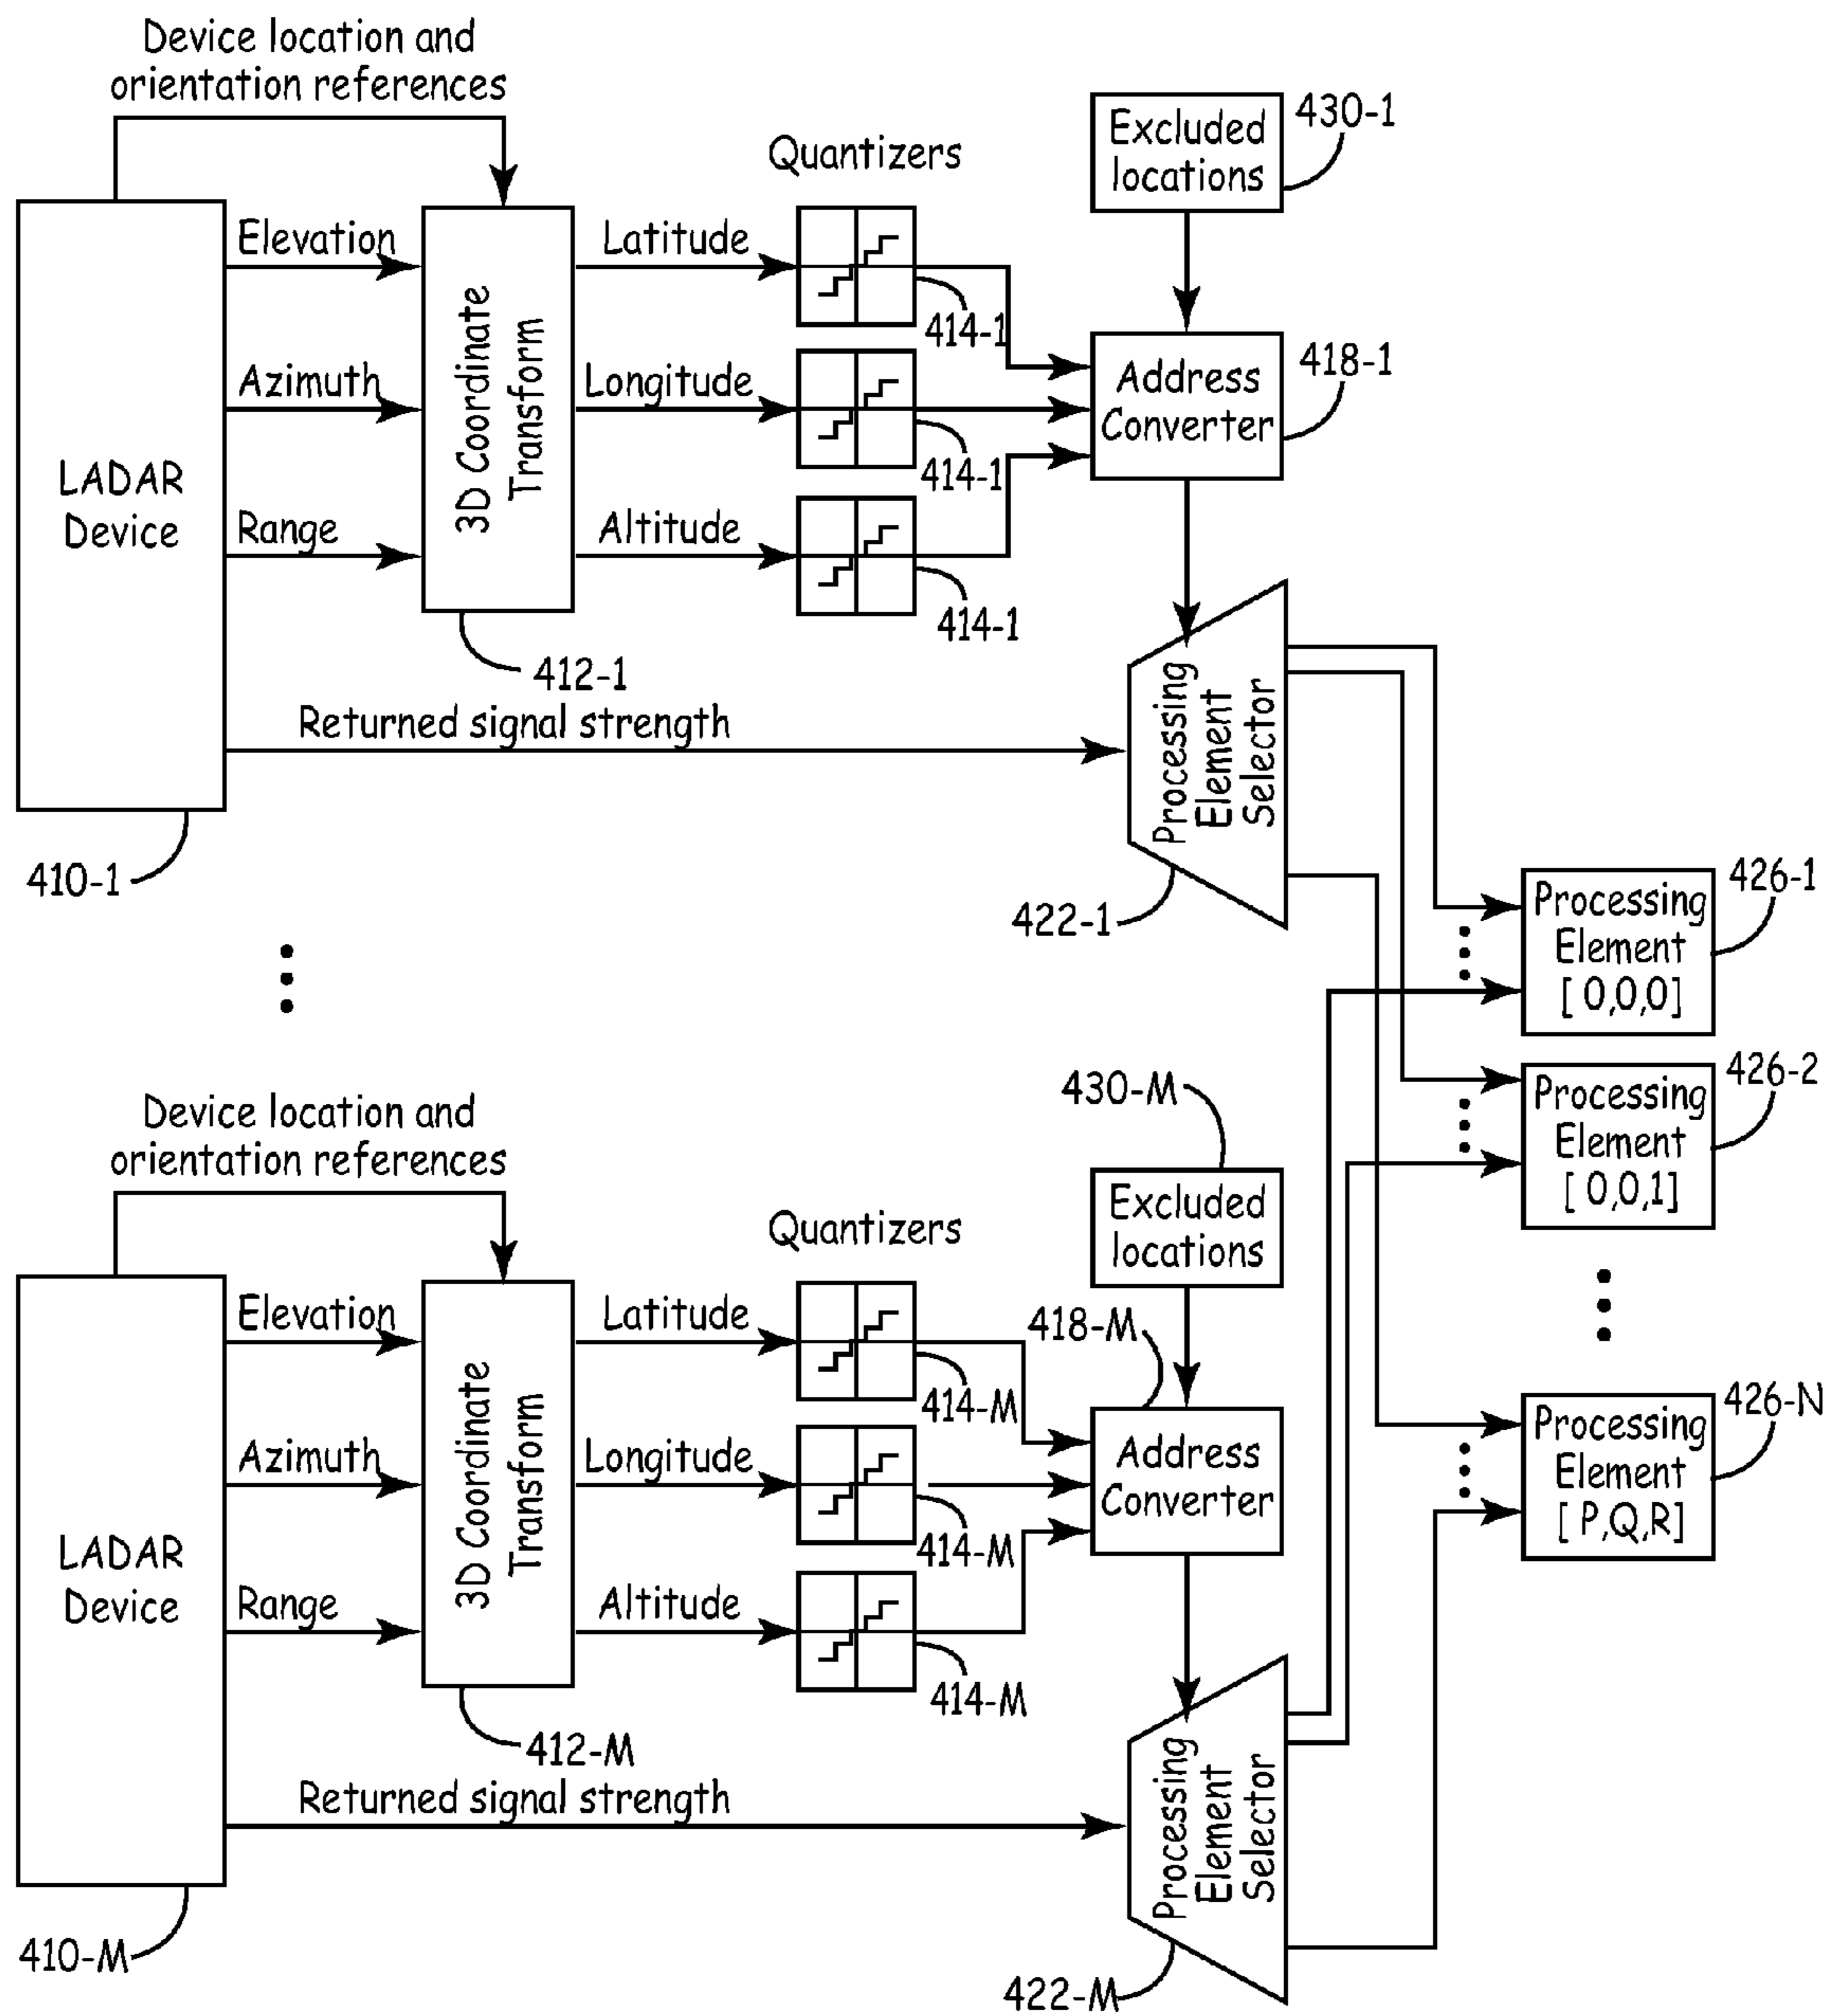 Device location and
orientation references
Quantizers
Excluded
locations
430-1
LADAR
Device
410-1
Elevation
Azimuth
Range
3D Coordinate
Transform
412-1
Latitude
Longitude
Altitude
414-1
414-1
414-1
Address
Converter
418-1
Returned signal strength
Processing
Element
Selector
422-1
Processing
Element
[ 0,0,0]
426-1
Processing
Element
[ 0,0,1]
426-2
Processing
Element
[ P,Q,R]
426-N
Device location and
orientation references
Quantizers
430-M
Excluded
locations
LADAR
Device
410-M
Elevation
Azimuth
Range
3D Coordinate
Transform
412-M
Latitude
Longitude
Altitude
414-M
414-M
414-M
418-M
Address
Converter
Returned signal strength
Processing
Element
Selector
422-M